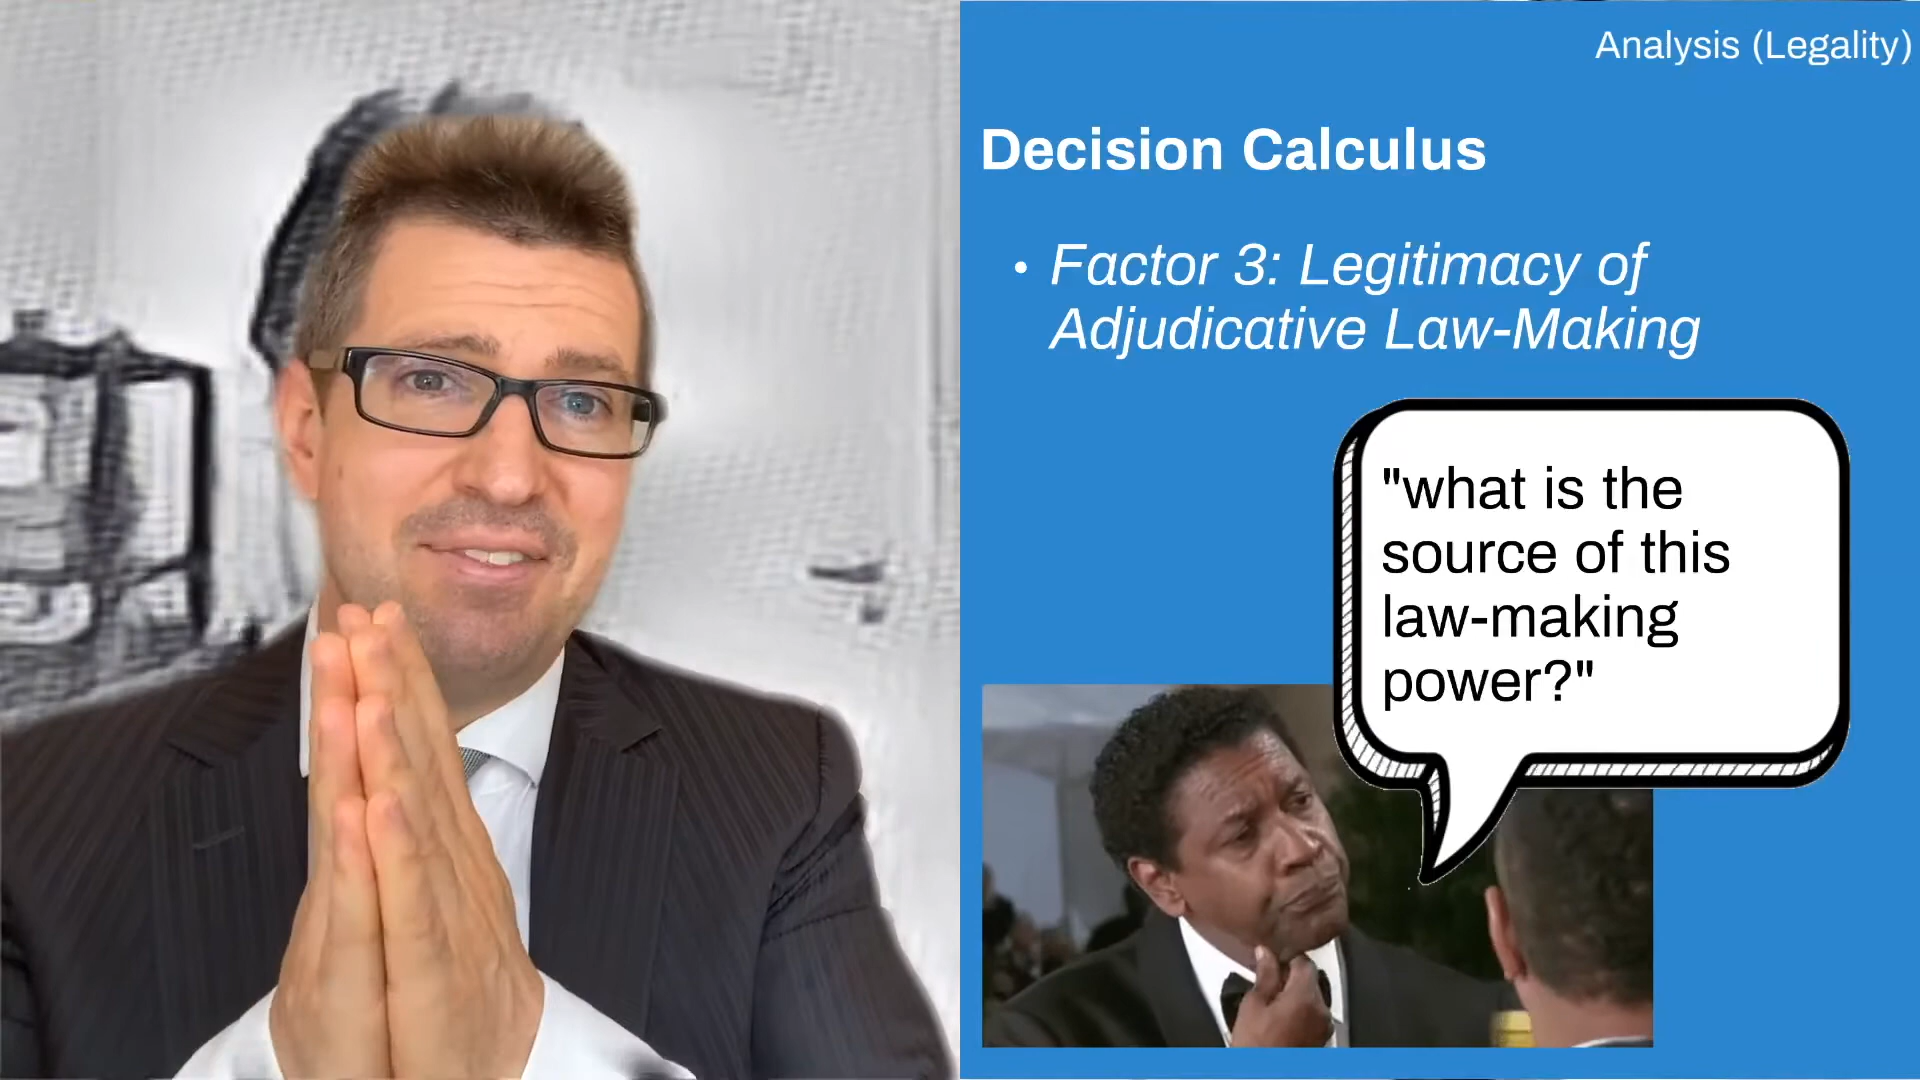 Analysis (Legality)
Decision Calculus
• Factor 3: Legitimacy of
Adjudicative Law-Making
"what is the
source of this
law-making
power?"